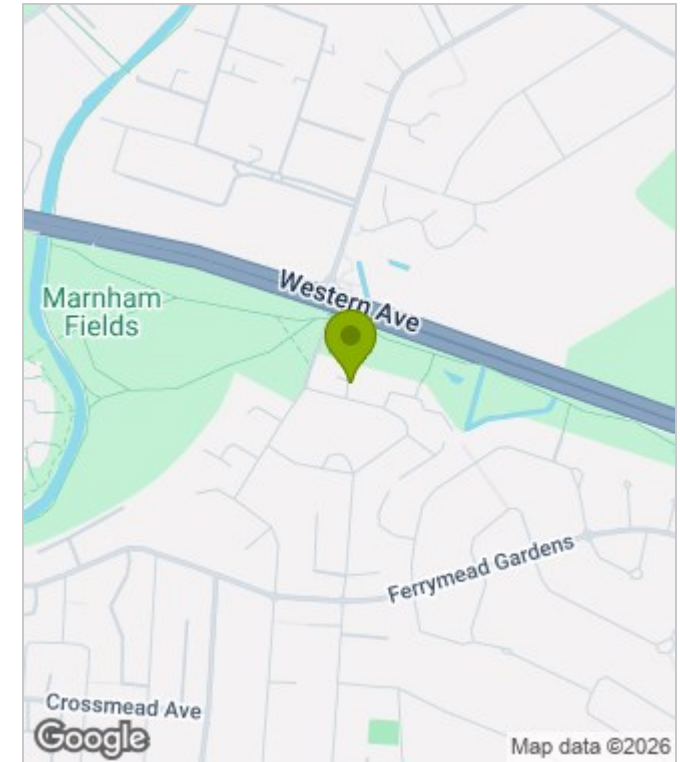 Western Ave
Marnham
Fields
Ferrymead Gardens
Crossmead Ave
Google
Map data ©2026